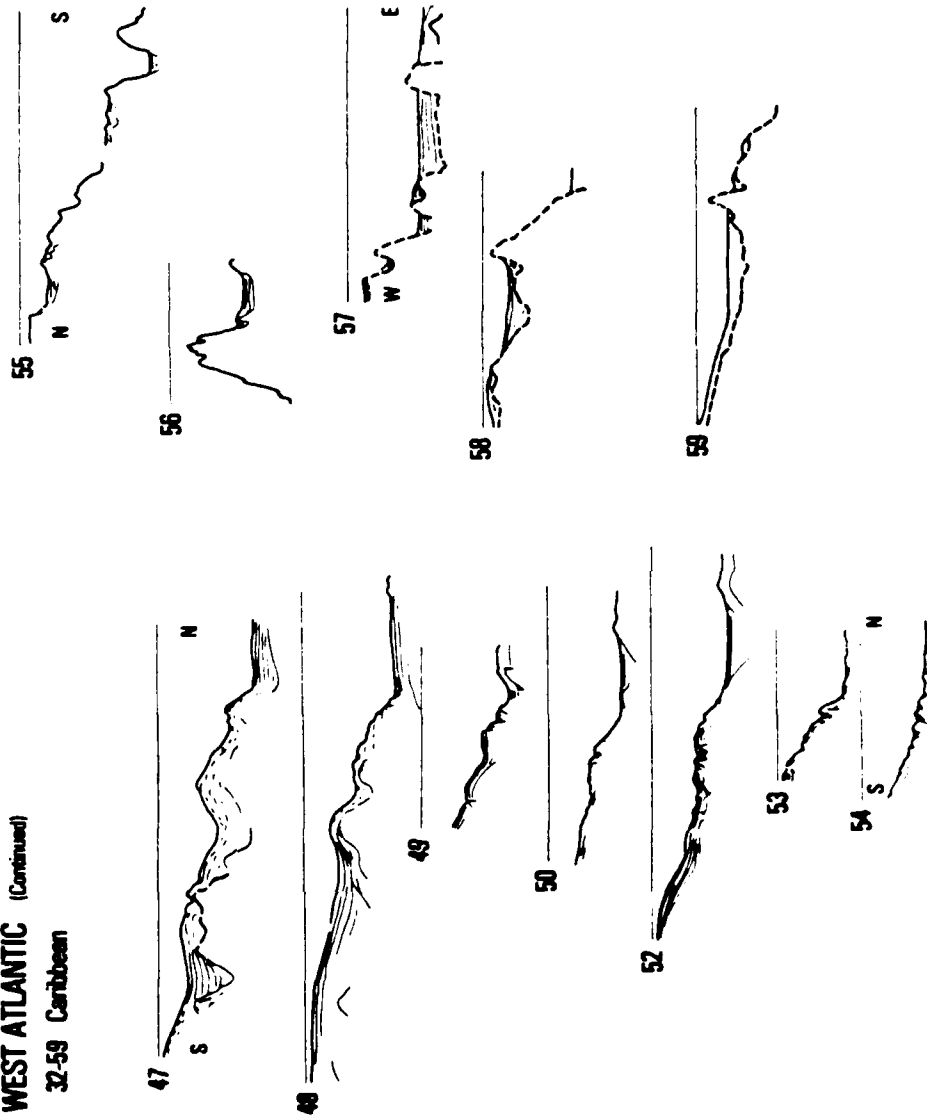 WEST ATLANTIC (Continued)
32-59 Caribbean
47
S
N
48
49
50
52
53
54
S
N
55
N
S
56
57
W
E
58
59